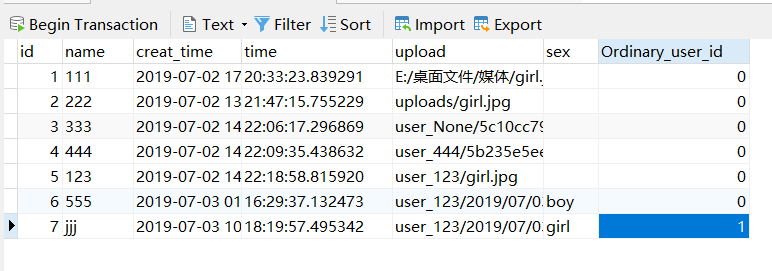 Begin Transaction Text Filter Sort Import Export
id name creat_time time upload sex Ordinary_user_id
1 111 2019-07-02 17 20:33:23.839291 E:/桌面文件/媒体/girl. 0
2 222 2019-07-02 13 21:47:15.755229 uploads/girl.jpg 0
3 333 2019-07-02 14 22:06:17.296869 user_None/5c10cc79 0
4 444 2019-07-02 14 22:09:35.438632 user_444/5b235e5ee 0
5 123 2019-07-02 14 22:18:58.815920 user_123/girl.jpg 0
6 555 2019-07-03 01 16:29:37.132473 user_123/2019/07/03 boy 0
7 jjj 2019-07-03 10 18:19:57.495342 user_123/2019/07/03 girl 1